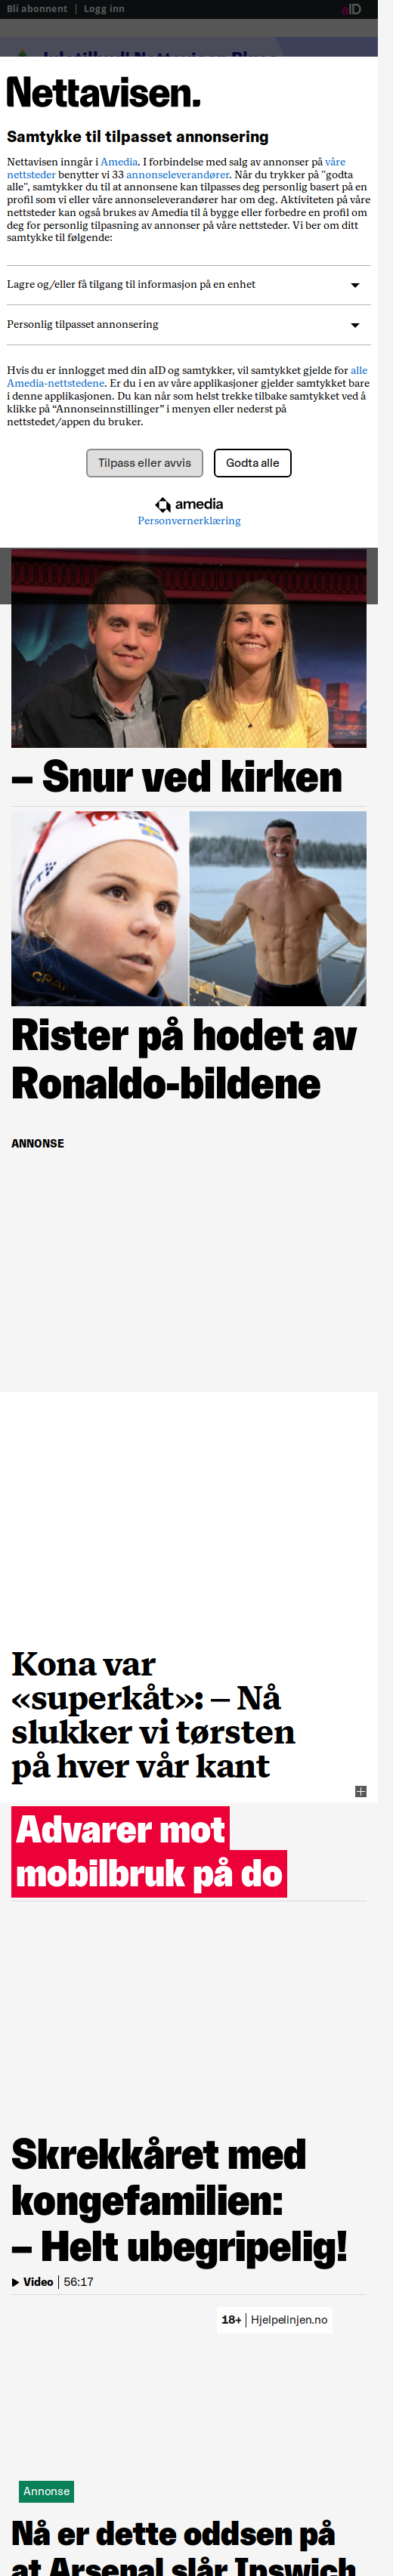 Bli abonnent | Logg inn
aID
Nettavisen.
Samtykke til tilpasset annonsering
Nettavisen inngår i Amedia. I forbindelse med salg av annonser på våre
nettsteder benytter vi 33 annonseleverandører. Når du trykker på "godta
alle", samtykker du til at annonsene kan tilpasses deg personlig basert på en
profil som vi eller våre annonseleverandører har om deg. Aktiviteten på våre
nettsteder kan også brukes av Amedia til å bygge eller forbedre en profil om
deg for personlig tilpasning av annonser på våre nettsteder. Vi ber om ditt
samtykke til følgende:
Lagre og/eller få tilgang til informasjon på en enhet
Personlig tilpasset annonsering
Hvis du er innlogget med din aID og samtykker, vil samtykket gjelde for alle
Amedia-nettstedene. Er du i en av våre applikasjoner gjelder samtykket bare
i denne applikasjonen. Du kan når som helst trekke tilbake samtykket ved å
klikke på “Annonseinnstillinger” i menyen eller nederst på
nettstedet/appen du bruker.
Tilpass eller avvis
Godta alle
amedia
Personvernerklæring
– Snur ved kirken
Rister på hodet av
Ronaldo-bildene
ANNONSE
Kona var
«superkåt»: – Nå
slukker vi tørsten
på hver vår kant
Advarer mot
mobilbruk på do
Skrekkåret med
kongefamilien:
– Helt ubegripelig!
Video | 56:17
18+ | Hjelpelinjen.no
Annonse
Nå er dette oddsen på
at Arsenal slår Ipswich